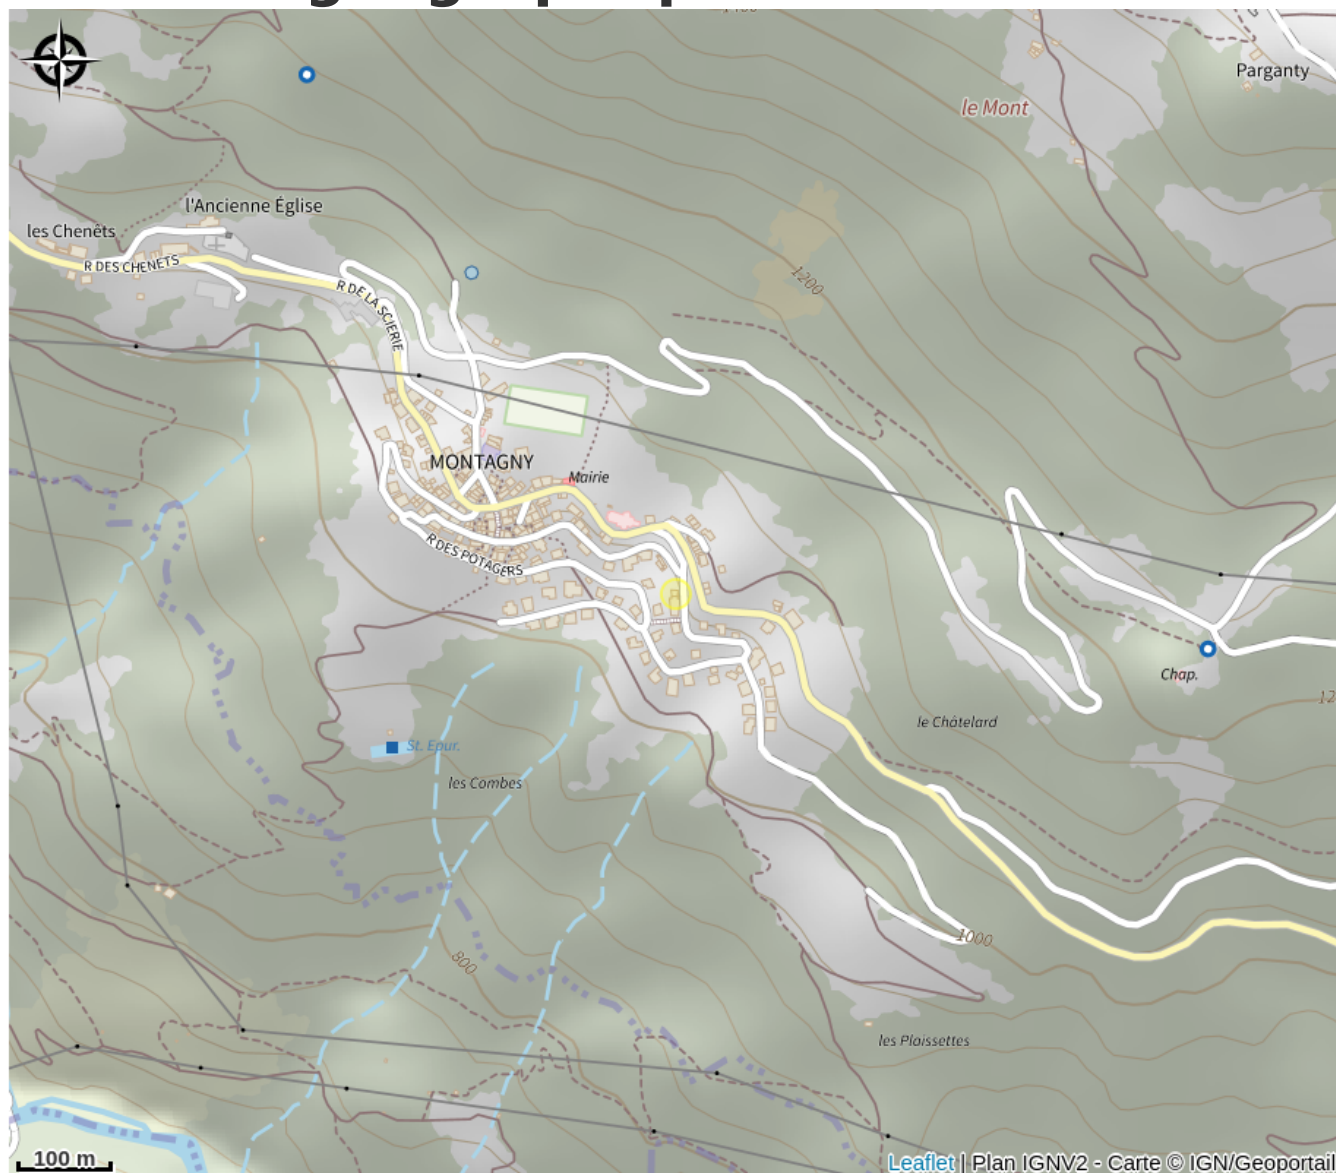 Parganty
le Mont
l'Ancienne Église
les Chenêts
R DES CHENETS
R DE LA SCIERIE
1200
MONTAGNY
Mairie
R DES POTAGERS
Chap.
le Châtelard
St. Epur.
les Combes
1000
800
les Plaissettes
100 m
Leaflet | Plan IGNV2 - Carte © IGN/Geoportail